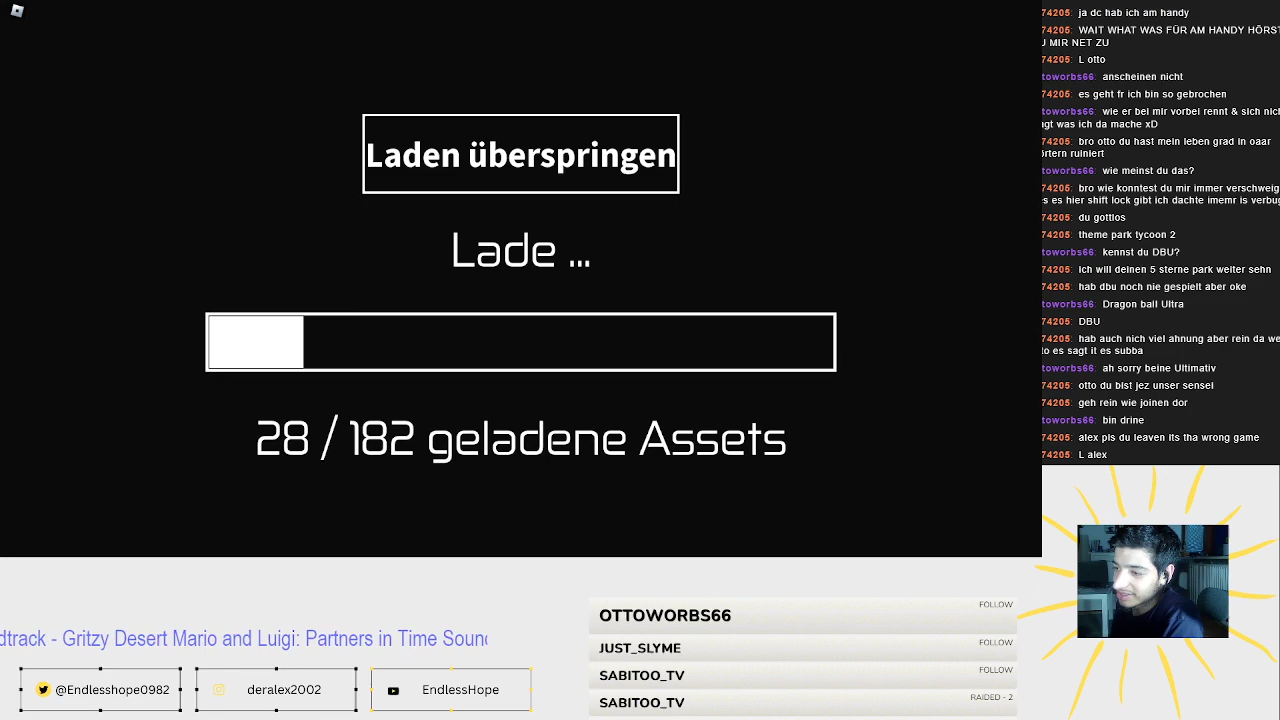 Laden überspringen
Lade ...
28 / 182 geladene Assets
74205: ja dc hab ich am handy
74205: WAIT WHAT WAS FÜR AM HANDY HÖRST
U MIR NET ZU
74205: L otto
ttoworbs66: anscheinen nicht
74205: es geht fr ich bin so gebrochen
ttoworbs66: wie er bei mir vorbei rennt & sich nich
agt was ich da mache xD
74205: bro otto du hast mein leben grad in oaar
örtern ruiniert
ttoworbs66: wie meinst du das?
74205: bro wie konntest du mir immer verschweig
es es hier shift lock gibt ich dachte imemr is verbug
74205: du gottlos
74205: theme park tycoon 2
ttoworbs66: kennst du DBU?
74205: ich will deinen 5 sterne park weiter sehn
74205: hab dbu noch nie gespielt aber oke
ttoworbs66: Dragon ball Ultra
74205: DBU
74205: hab auch nich viel ahnung aber rein da we
to es sagt it es subba
ttoworbs66: ah sorry beine Ultimativ
74205: otto du bist jez unser sensei
74205: geh rein wie joinen dor
ttoworbs66: bin drine
74205: alex pls du leaven its tha wrong game
74205: L alex
dtrack - Gritzy Desert Mario and Luigi: Partners in Time Soun
@Endlesshope0982
deralex2002
EndlessHope
OTTOWORBS66 FOLLOW
JUST_SLYME FOLLOW
SABITOO_TV FOLLOW
SABITOO_TV RAIDED - 2